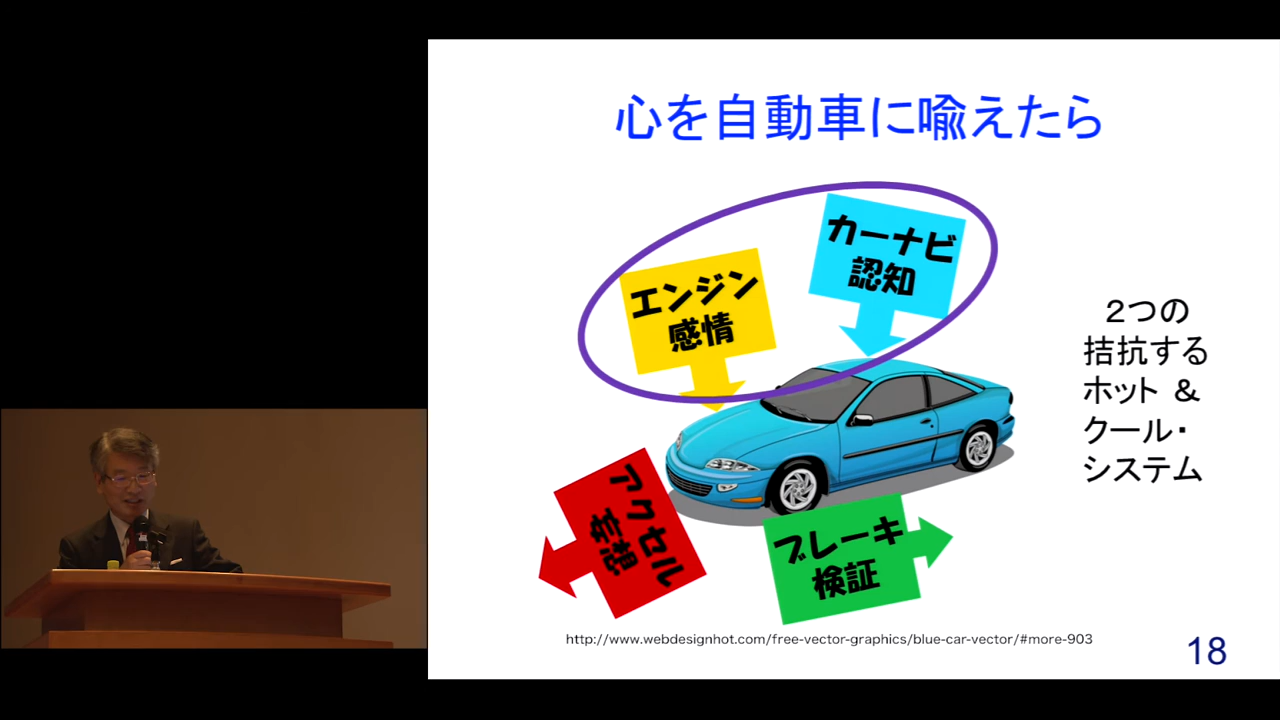 心を自動車に喩えたら
カーナビ
認知
エンジン
感情
2つの
拮抗する
ホット &
クール・
システム
アクセル
妄想
ブレーキ
検証
http://www.webdesignhot.com/free-vector-graphics/blue-car-vector/#more-903
18